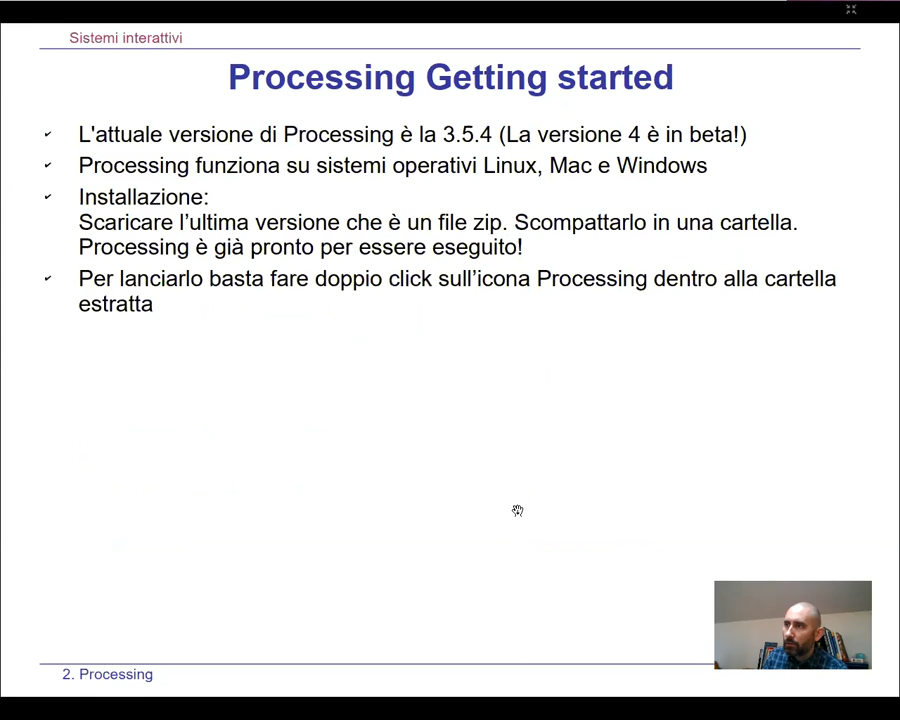 Sistemi interattivi
Processing Getting started
L'attuale versione di Processing è la 3.5.4 (La versione 4 è in beta!)
Processing funziona su sistemi operativi Linux, Mac e Windows
Installazione:
Scaricare l’ultima versione che è un file zip. Scompattarlo in una cartella.
Processing è già pronto per essere eseguito!
Per lanciarlo basta fare doppio click sull’icona Processing dentro alla cartella
estratta
2. Processing